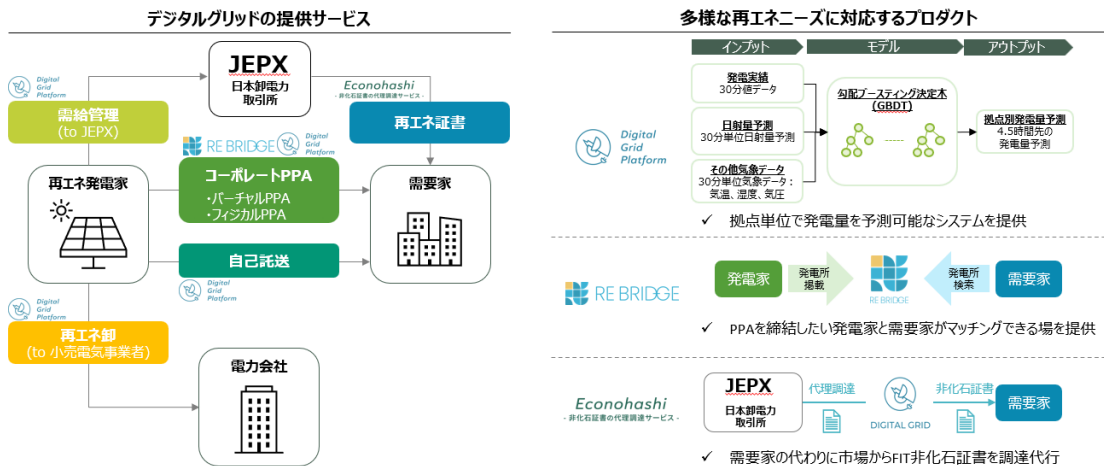 デジタルグリッドの提供サービス
Digital
Grid
Platform
JEPX
日本卸電力
取引所
Econohashi
- 非化石証書の代理調達サービス -
需給管理
(to JEPX)
再エネ証書
RE BRIDGE
Digital
Grid
Platform
再エネ発電家
コーポレートPPA
・バーチャルPPA
・フィジカルPPA
需要家
自己託送
Digital
Grid
Platform
Digital
Grid
Platform
再エネ卸
(to 小売電気事業者)
電力会社
多様な再エネニーズに対応するプロダクト
インプット
モデル
アウトプット
Digital
Grid
Platform
発電実績
30分値データ
日射量予測
30分単位日射量予測
その他気象データ
30分単位気象データ：
気温、湿度、気圧
勾配ブースティング決定木
(GBDT)
拠点別発電量予測
4.5時間先の
発電量予測
✓ 拠点単位で発電量を予測可能なシステムを提供
RE BRIDGE
発電家
発電所
掲載
RE BRIDGE
発電所
検索
需要家
✓ PPAを締結したい発電家と需要家がマッチングできる場を提供
Econohashi
- 非化石証書の代理調達サービス -
JEPX
日本卸電力
取引所
代理調達
DIGITAL GRID
非化石証書
需要家
✓ 需要家の代わりに市場からFIT非化石証書を調達代行